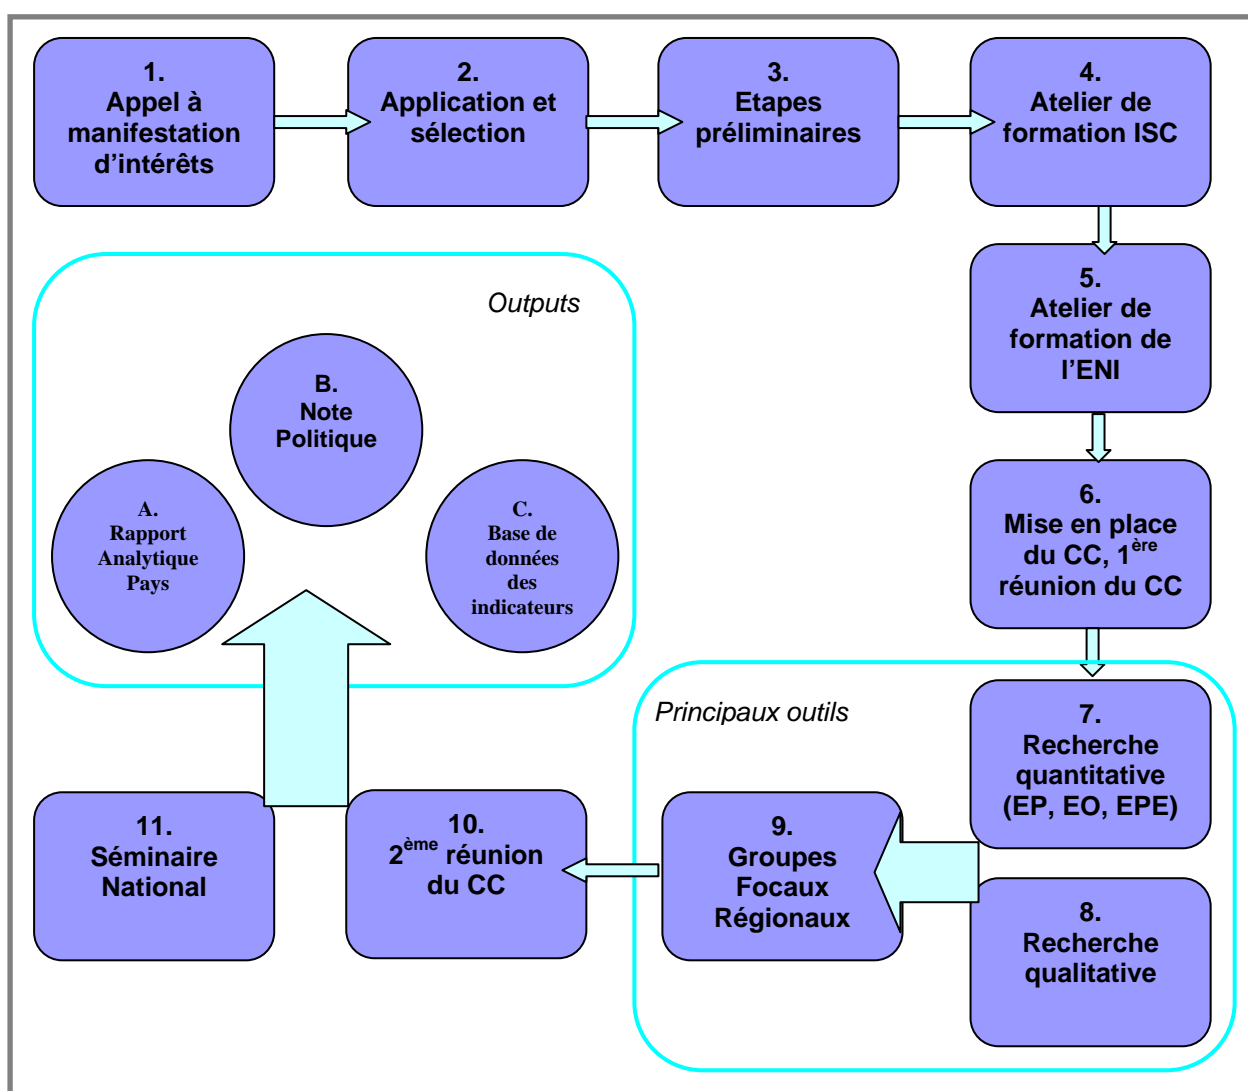 1.
Appel à
manifestation
d’intérêts
2.
Application et
sélection
3.
Etapes
préliminaires
4.
Atelier de
formation ISC
5.
Atelier de
formation de
l’ENI
6.
Mise en place
du CC, 1ère
réunion du CC
Principaux outils
7.
Recherche
quantitative
(EP, EO, EPE)
8.
Recherche
qualitative
9.
Groupes
Focaux
Régionaux
10.
2ème réunion
du CC
11.
Séminaire
National
Outputs
A.
Rapport
Analytique
Pays
B.
Note
Politique
C.
Base de
données
des
indicateurs